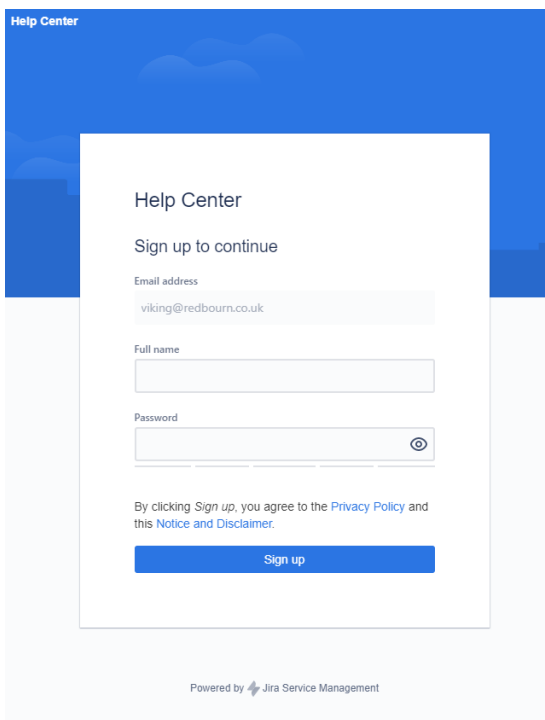 Help Center
Help Center
Sign up to continue
Email address
viking@redbourn.co.uk
Full name
Password
By clicking Sign up, you agree to the Privacy Policy and
this Notice and Disclaimer.
Sign up
Powered by Jira Service Management